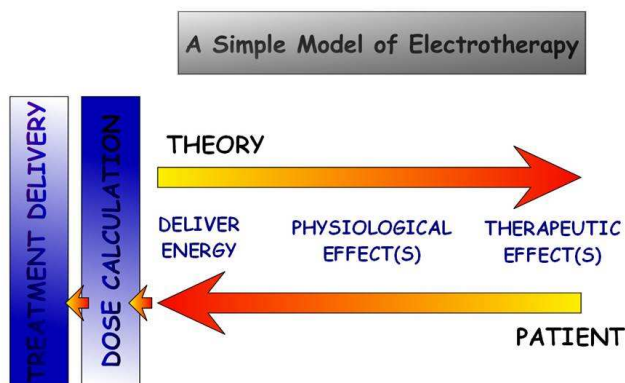 A Simple Model of Electrotherapy
TREATMENT DELIVERY
DOSE CALCULATION
THEORY
DELIVER
ENERGY
PHYSIOLOGICAL
EFFECT(S)
THERAPEUTIC
EFFECT(S)
PATIENT